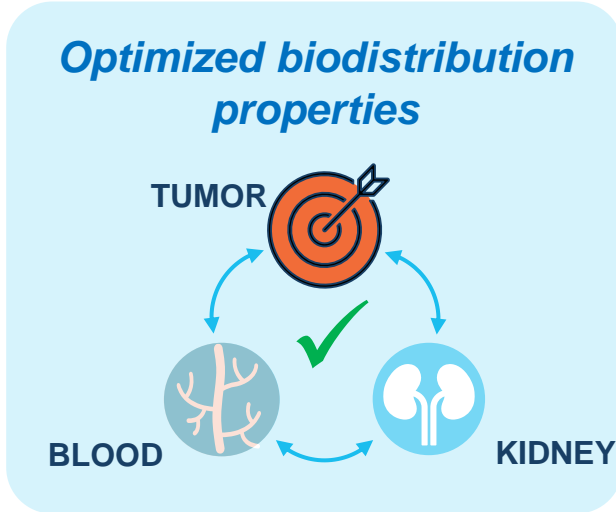 Optimized biodistribution
properties
TUMOR
BLOOD
KIDNEY